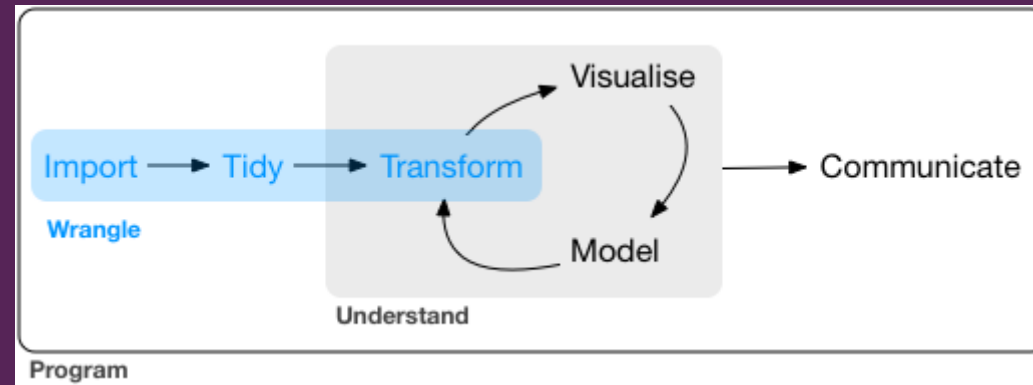 Visualise
Import
Tidy
Transform
Communicate
Wrangle
Model
Understand
Program